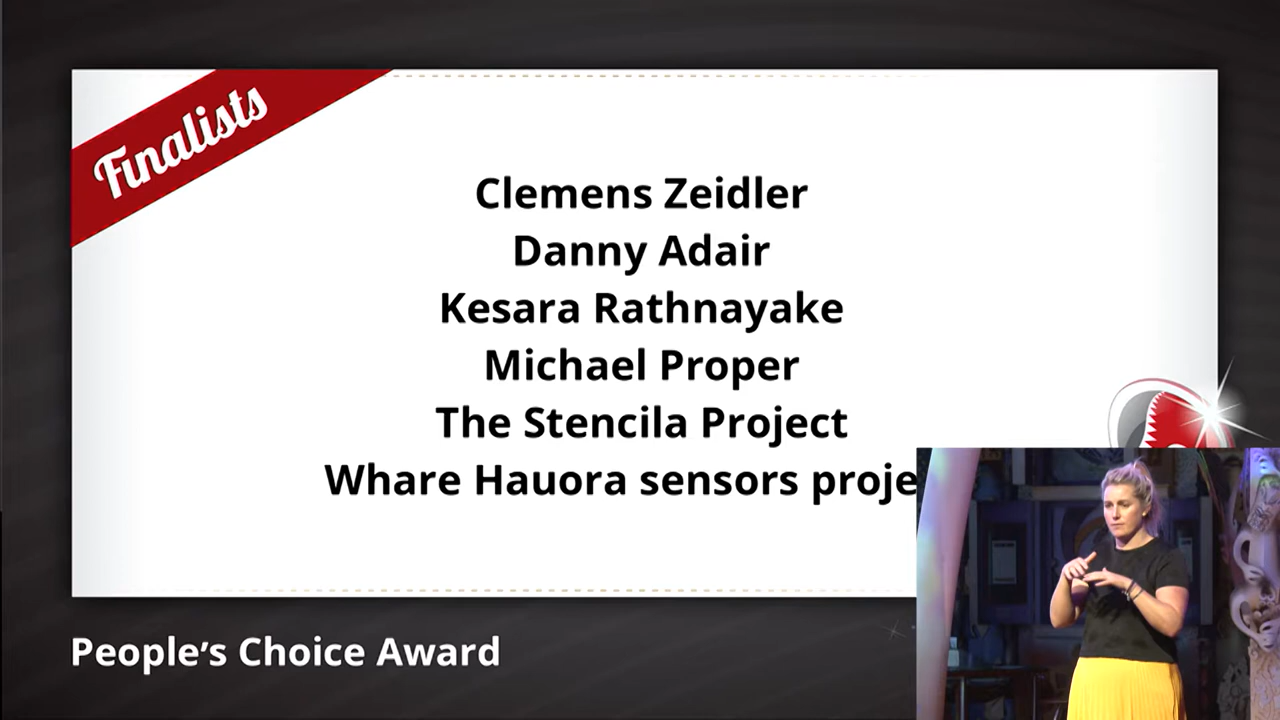 Finalists
Clemens Zeidler
Danny Adair
Kesara Rathnayake
Michael Proper
The Stencila Project
Whare Hauora sensors proje
People's Choice Award